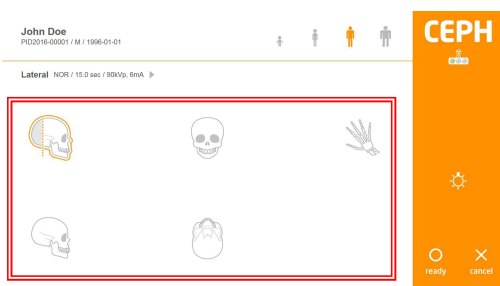 John Doe
PID2016-00001 / M / 1996-01-01
CEPH
Lateral NOR / 15.0 sec / 90kVp, 6mA
ready cancel